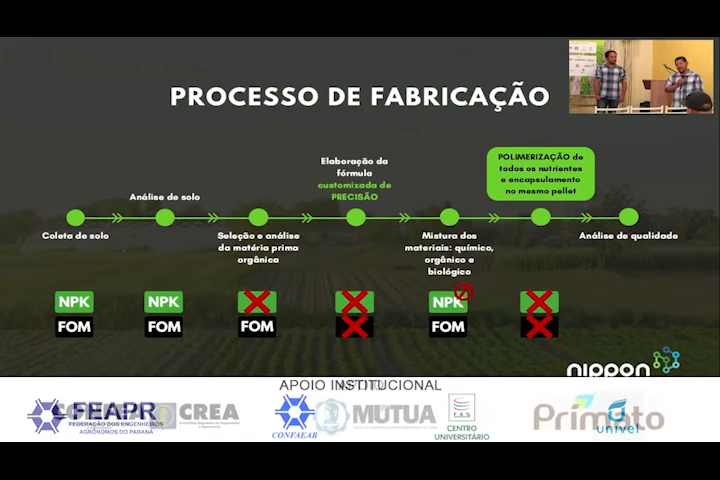 PROCESSO DE FABRICAÇÃO
Coleta de solo
Análise de solo
Seleção e análise
da matéria prima
orgânica
Elaboração da
fórmula
customizada de
PRECISÃO
Mistura dos
materiais: químico,
orgânico e
biológico
POLIMERIZAÇÃO de
todos os nutrientes
e encapsulamento
no mesmo pellet
Análise de qualidade
NPK
NPK
NPK
FOM
FOM
FOM
FOM
nippon
APOIO INSTITUCIONAL
FEAPR
FEDERAÇÃO DOS ENGENHEIROS
AGRÔNOMOS DO PARANÁ
CREA
CONFAEAB
MUTUA
CENTRO
UNIVERSITÁRIO
Primato
univel